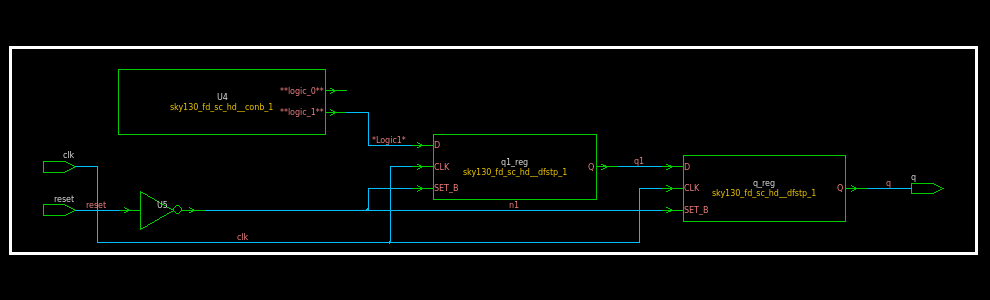 U4
sky130_fd_sc_hd__conb_1
**logic_0**
**logic_1**
*Logic1*
clk
reset
reset
U5
clk
D
CLK
SET_B
q1_reg
sky130_fd_sc_hd__dfstp_1
Q
q1
n1
D
CLK
SET_B
q_reg
sky130_fd_sc_hd__dfstp_1
Q
q
q